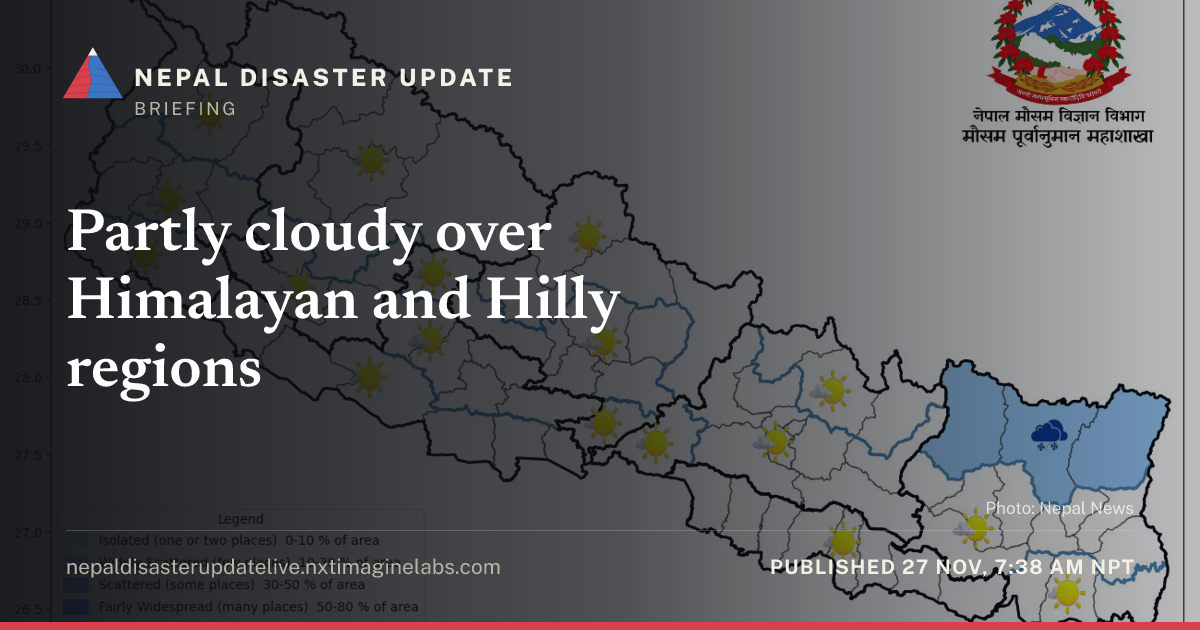 NEPAL DISASTER UPDATE
BRIEFING
नेपाल मौसम विज्ञान विभाग
मौसम पूर्वानुमान महाशाखा
30.0
29.5
29.0
28.5
28.0
27.5
27.0
26.5
Partly cloudy over
Himalayan and Hilly
regions
Photo: Nepal News
Legend
Isolated (one or two places) 0-10 % of area
Scattered (some places) 30-50 % of area
Fairly Widespread (many places) 50-80 % of area
nepaldisasterupdatelive.nxtimaginelabs.com
PUBLISHED 27 NOV, 7:38 AM NPT